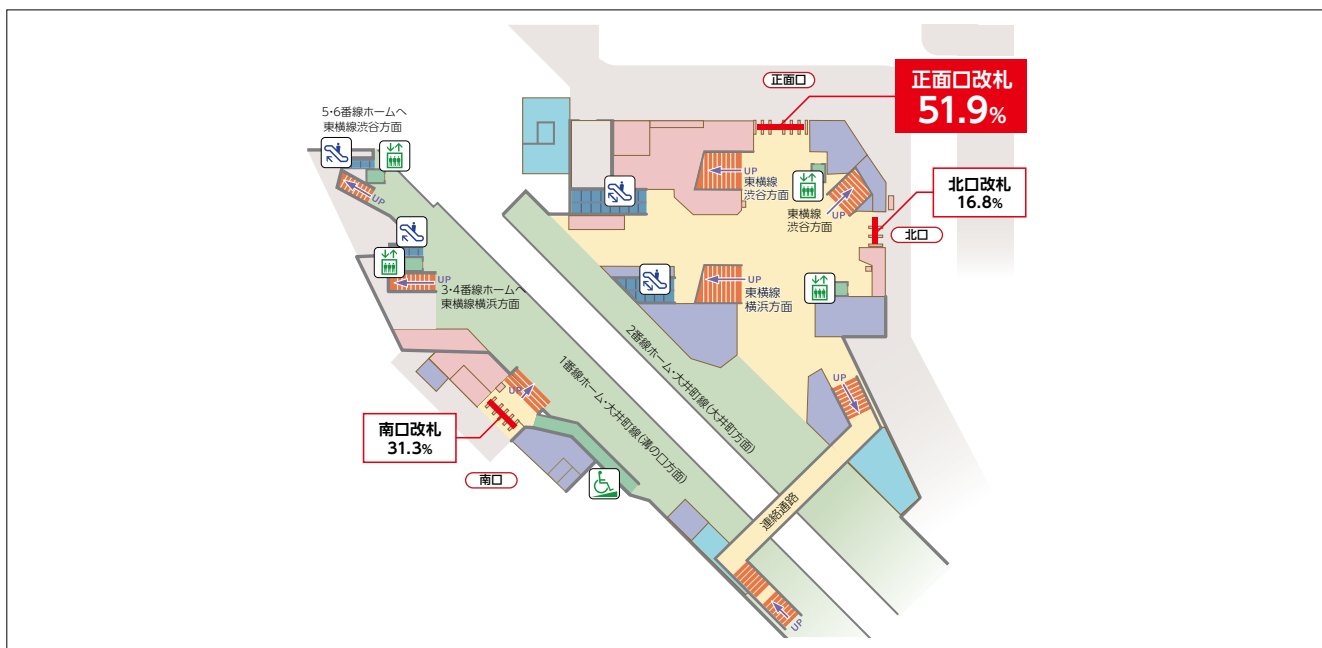 正面口
正面口改札
51.9%
5・6番線ホームへ
東横線渋谷方面
UP
東横線
渋谷方面
UP
東横線
渋谷方面
UP
北口改札
16.8%
北口
UP
3・4番線ホームへ
東横線横浜方面
UP
東横線
横浜方面
2番線ホーム・大井町線(大井町方面)
1番線ホーム・大井町線(溝の口方面)
UP
UP
南口改札
31.3%
南口
連絡通路
UP